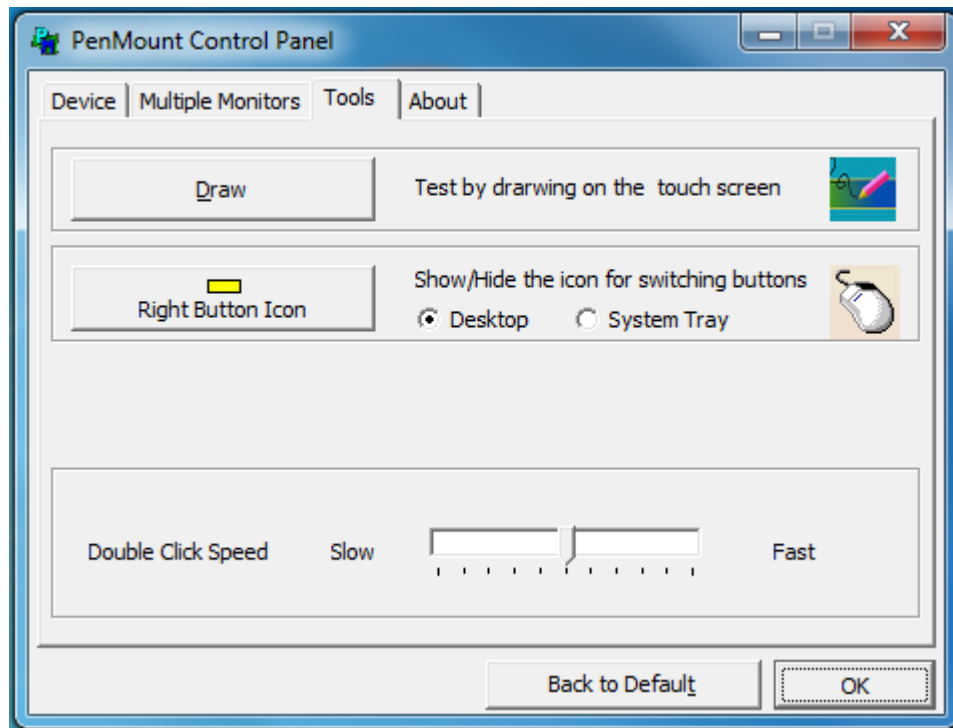 PenMount Control Panel
Device Multiple Monitors Tools About
Draw Test by drarwing on the touch screen
Show/Hide the icon for switching buttons
Right Button Icon Desktop System Tray
Double Click Speed Slow Fast
Back to Default OK